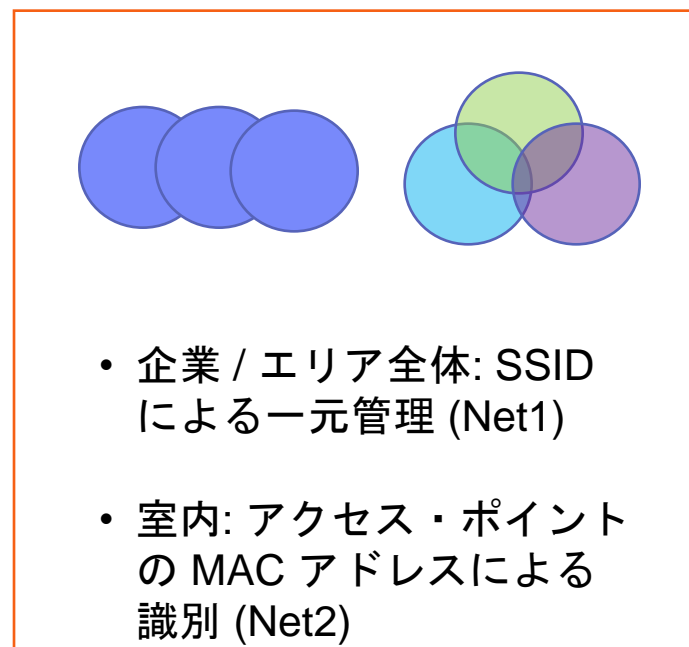 • 企業 / エリア全体: SSID
による一元管理 (Net1)
• 室内: アクセス・ポイント
の MAC アドレスによる
識別 (Net2)